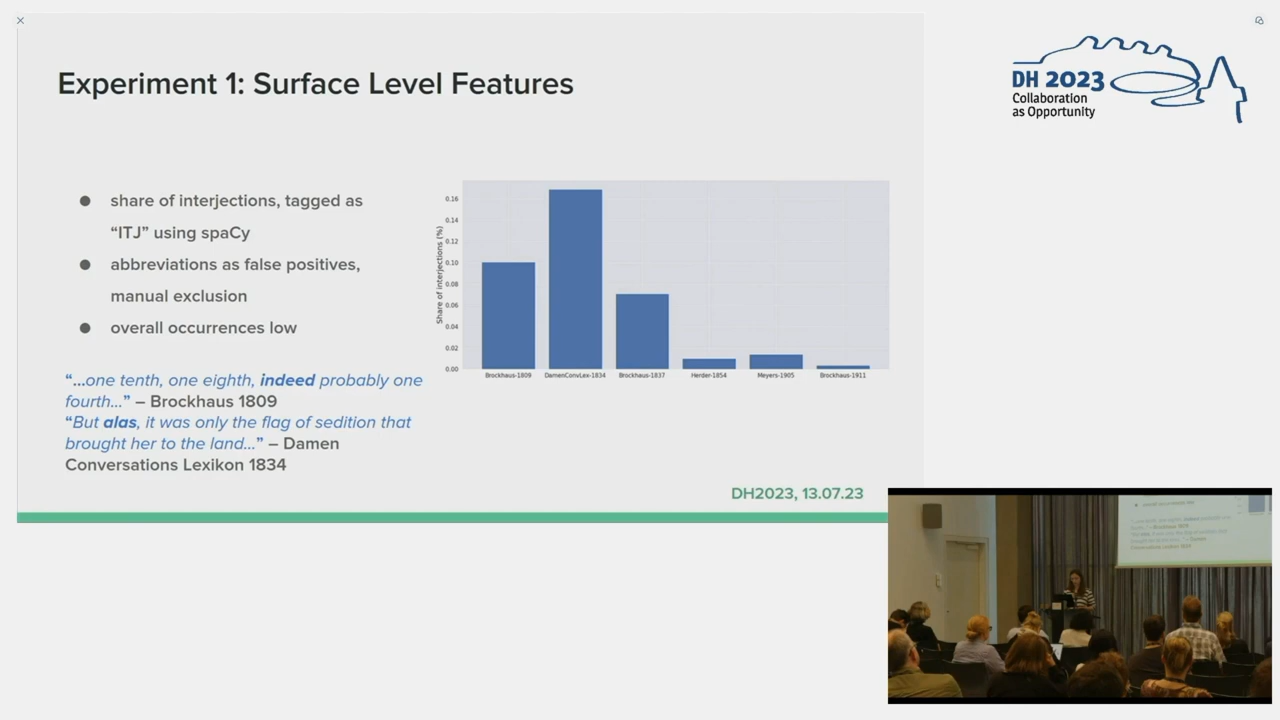 Experiment 1: Surface Level Features
● share of interjections, tagged as
“ITJ” using spaCy
● abbreviations as false positives,
manual exclusion
● overall occurrences low
“...one tenth, one eighth, indeed probably one
fourth...” – Brockhaus 1809
“But alas, it was only the flag of sedition that
brought her to the land...” – Damen
Conversations Lexikon 1834
Share of interjections (%)
0.16
0.14
0.12
0.10
0.08
0.06
0.04
0.02
0.00
Brockhaus-1809 DamenConvLex-1834 Brockhaus-1837 Herder-1854 Meyers-1905 Brockhaus-1911
DH2023, 13.07.23
DH 2023
Collaboration
as Opportunity